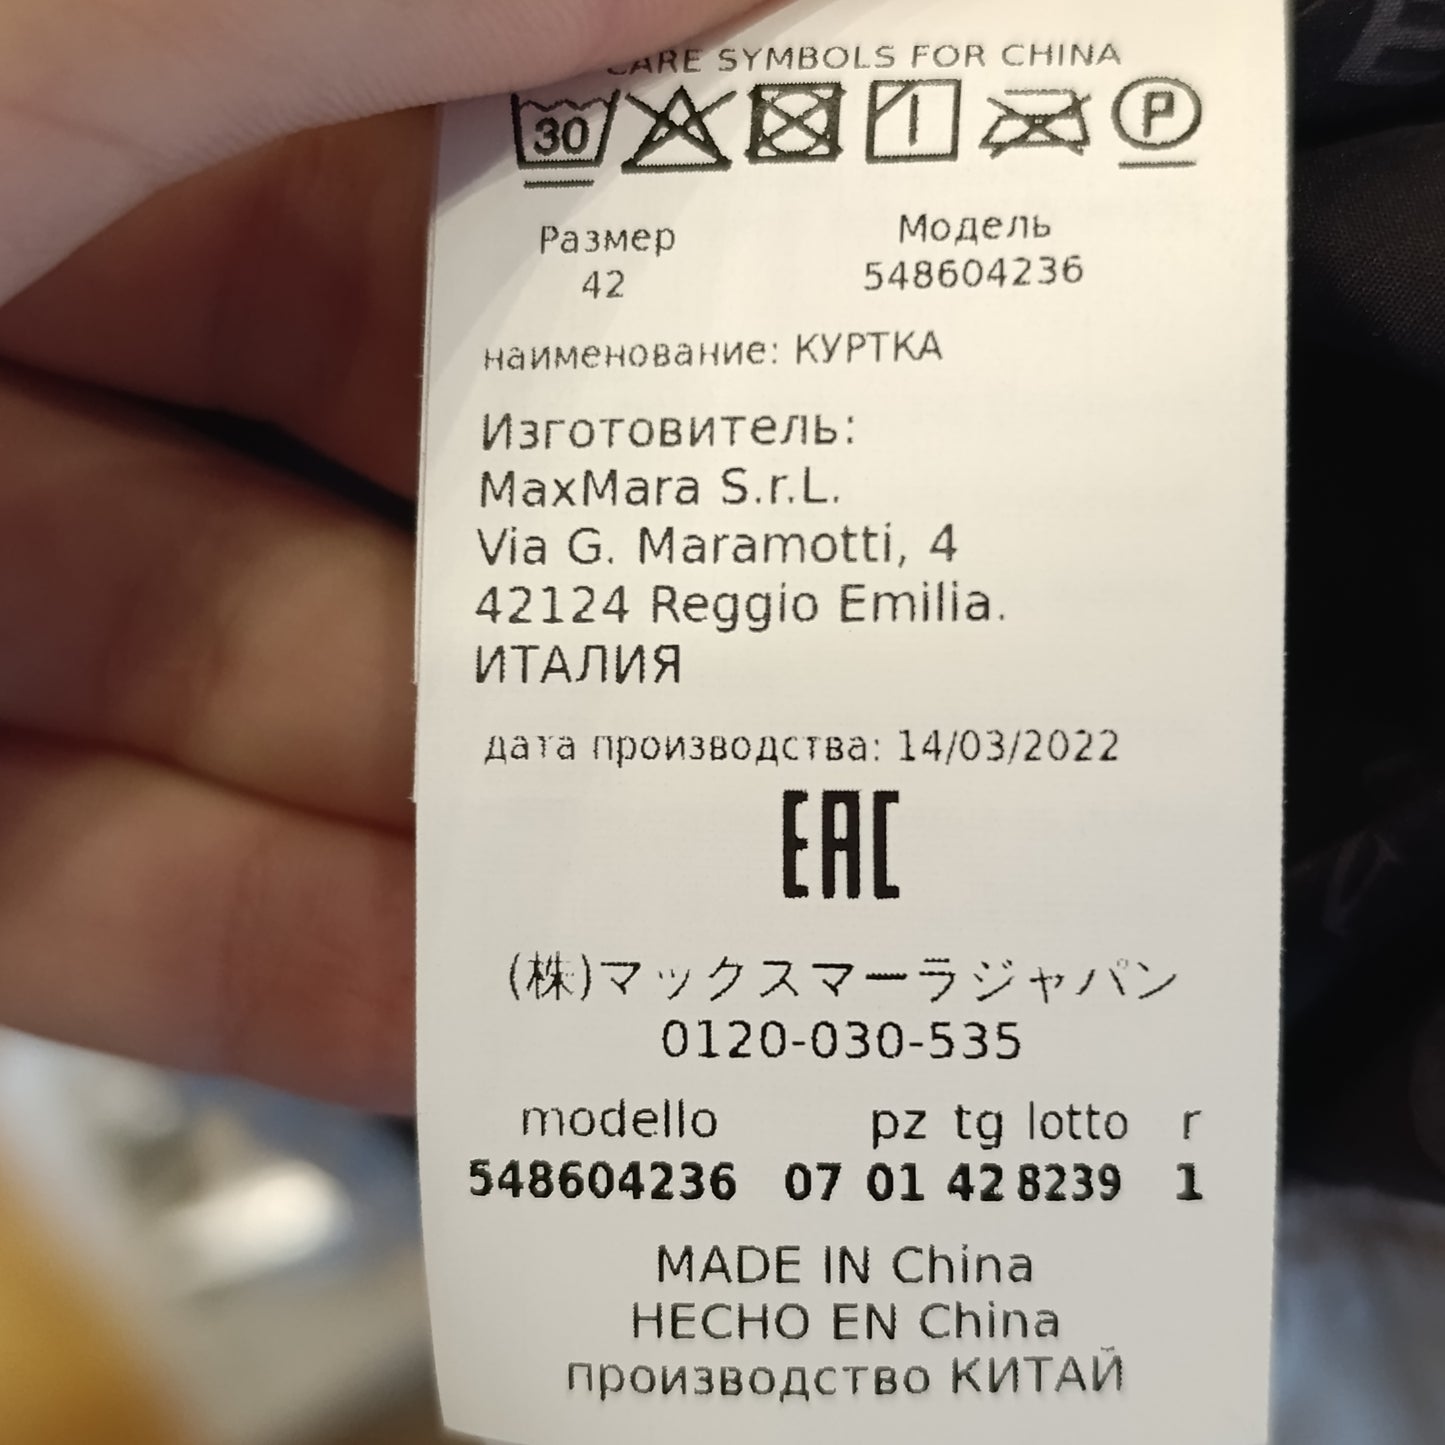 CARE SYMBOLS FOR CHINA
30 P
Размер Модель
42 548604236
наименование: КУРТКА
Изготовитель:
MaxMara S.r.L.
Via G. Maramotti, 4
42124 Reggio Emilia.
ИТАЛИЯ
дата производства: 14/03/2022
EAC
(株)マックスマーラジャパン
0120-030-535
modello pz tg lotto r
548604236 07 01 42 8239 1
MADE IN China
HECHO EN China
производство КИТАЙ